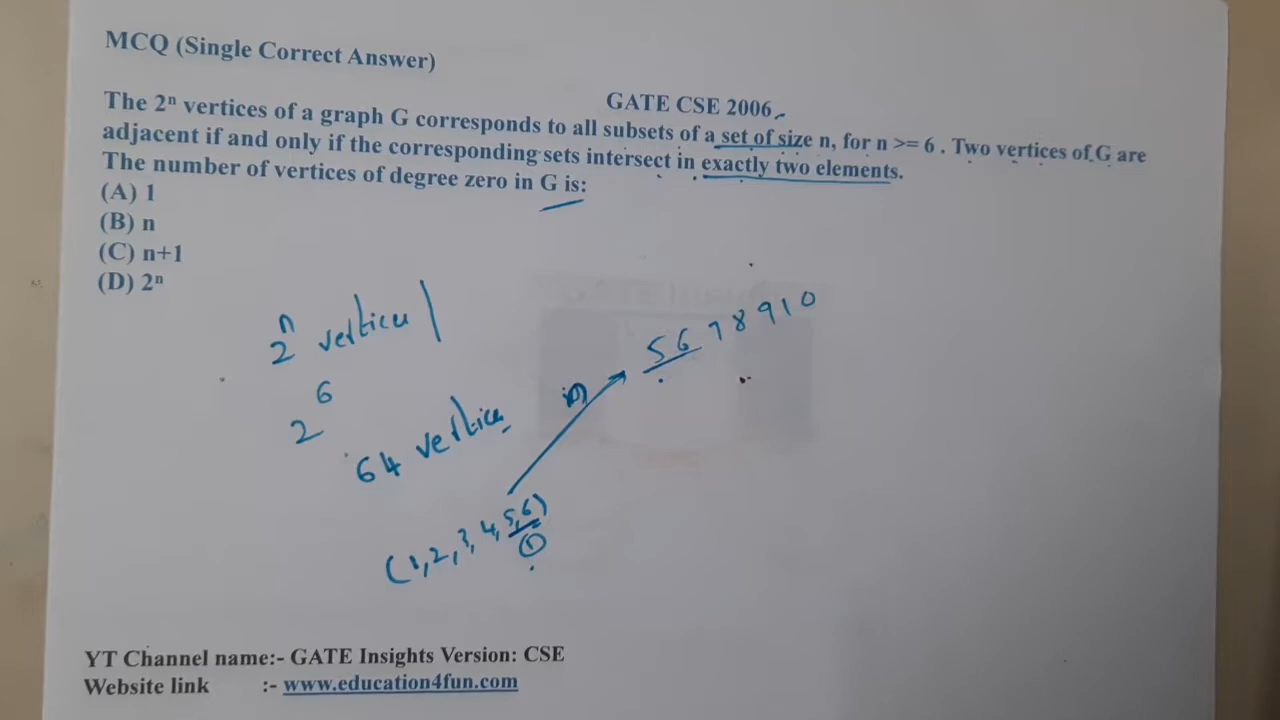 MCQ (Single Correct Answer)
GATE CSE 2006
The 2ⁿ vertices of a graph G corresponds to all subsets of a set of size n, for n >= 6 . Two vertices of G are
adjacent if and only if the corresponding sets intersect in exactly two elements.
The number of vertices of degree zero in G is:
(A) 1
(B) n
(C) n+1
(D) 2ⁿ
2ⁿ vertices
2⁶
64 vertices
5 6 7 8 9 10
(1, 2, 3, 4, 5, 6)
YT Channel name:- GATE Insights Version: CSE
Website link :- www.education4fun.com